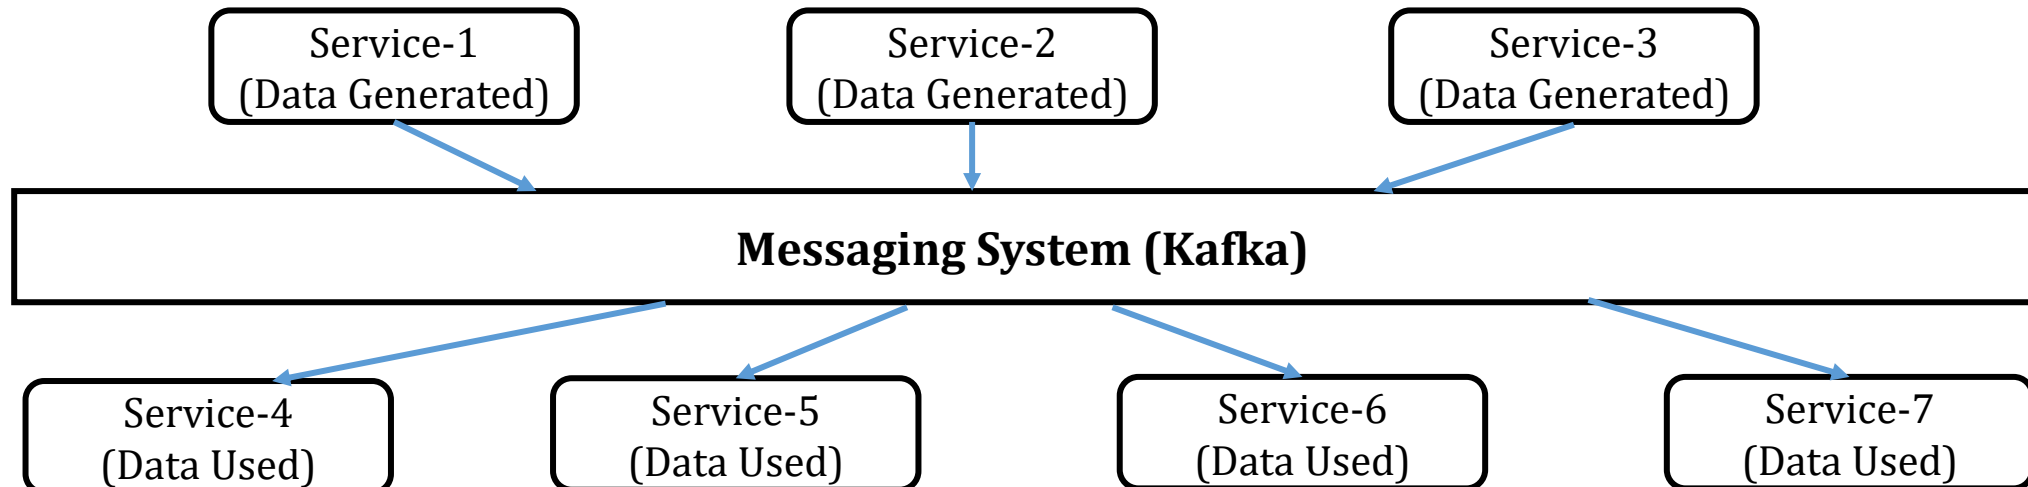 Service-1
(Data Generated)
Service-2
(Data Generated)
Service-3
(Data Generated)
Messaging System (Kafka)
Service-4
(Data Used)
Service-5
(Data Used)
Service-6
(Data Used)
Service-7
(Data Used)